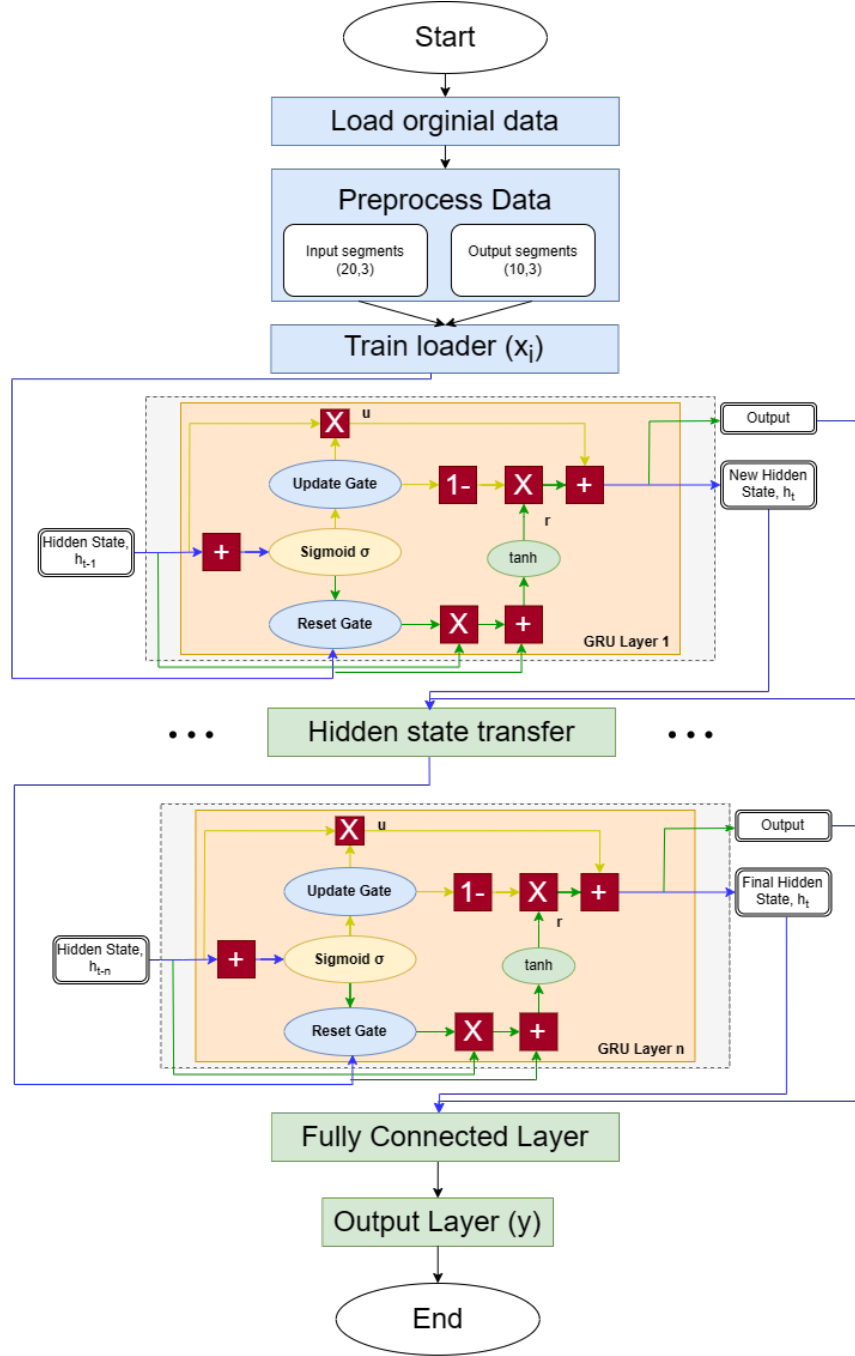 Start
Load orginial data
Preprocess Data
Input segments
(20,3)
Output segments
(10,3)
Train loader (xᵢ)
X
u
Output
Update Gate
1-
X
+
New Hidden
State, hₜ
r
Hidden State,
hₜ₋₁
+
Sigmoid σ
tanh
Reset Gate
X
+
GRU Layer 1
• • •
Hidden state transfer
• • •
X
u
Output
Update Gate
1-
X
+
Final Hidden
State, hₜ
r
Hidden State,
hₜ₋ₙ
+
Sigmoid σ
tanh
Reset Gate
X
+
GRU Layer n
Fully Connected Layer
Output Layer (y)
End